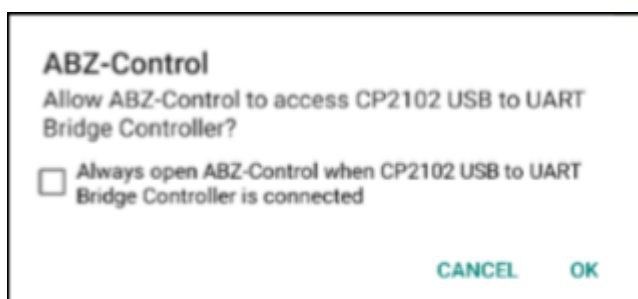 ABZ-Control
Allow ABZ-Control to access CP2102 USB to UART
Bridge Controller?
Always open ABZ-Control when CP2102 USB to UART
Bridge Controller is connected
CANCEL OK